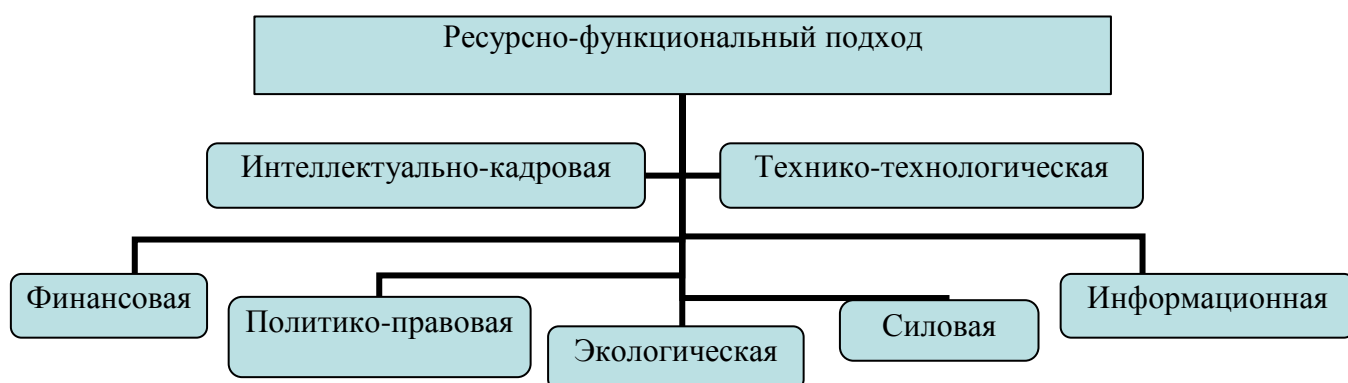 Ресурсно-функциональный подход
Интеллектуально-кадровая
Технико-технологическая
Финансовая
Политико-правовая
Экологическая
Силовая
Информационная